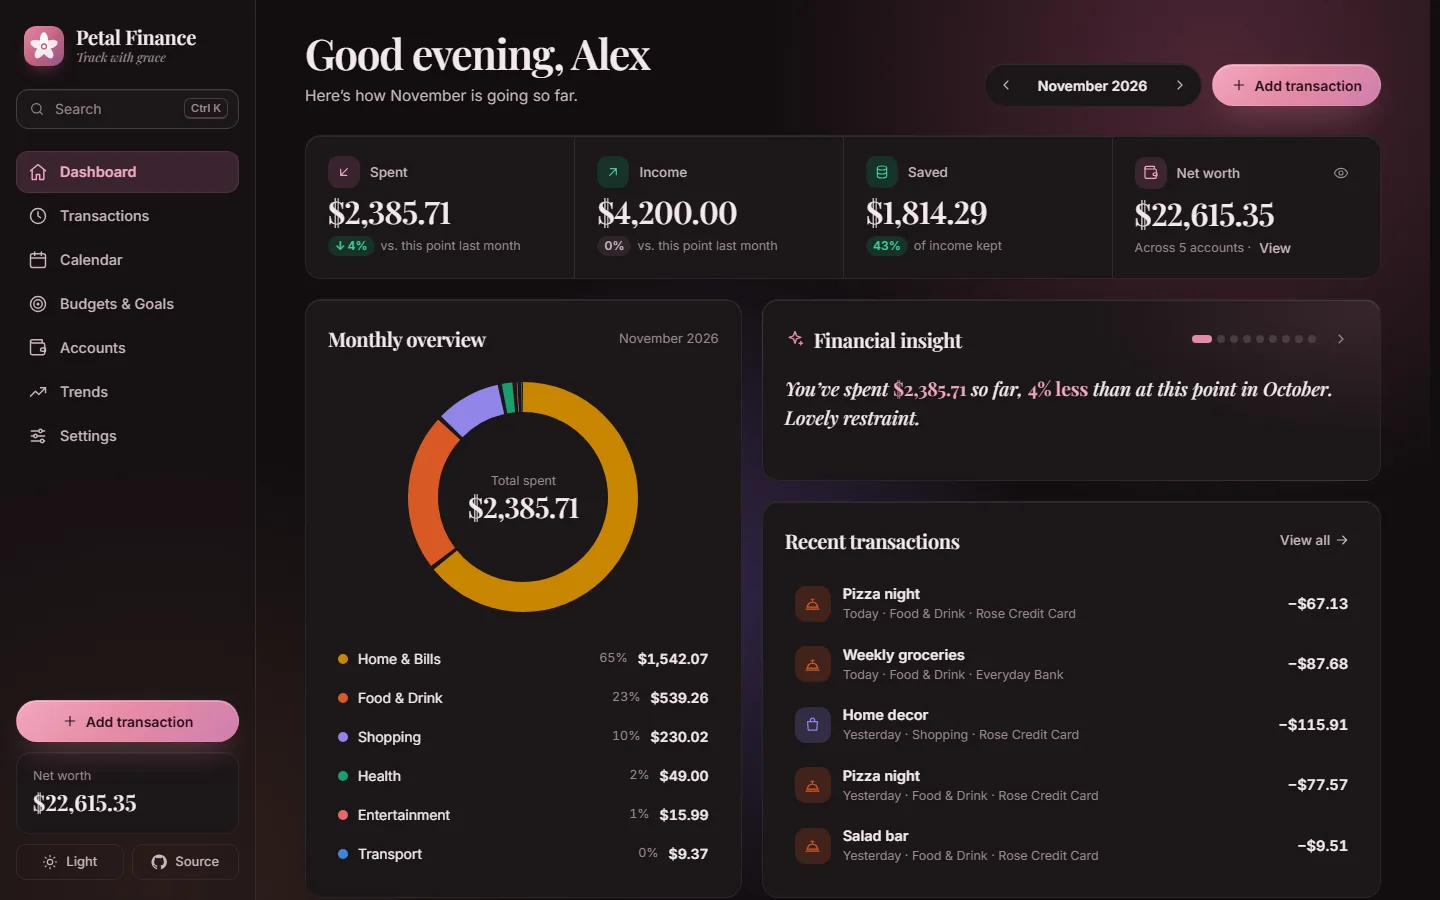 Petal Finance
Track with grace
Search
Ctrl K
Dashboard
Transactions
Calendar
Budgets & Goals
Accounts
Trends
Settings
Add transaction
Net worth
$22,615.35
Light
Source
Good evening, Alex
Here’s how November is going so far.
November 2026
Add transaction
Spent
$2,385.71
↓4% vs. this point last month
Income
$4,200.00
0% vs. this point last month
Saved
$1,814.29
43% of income kept
Net worth
$22,615.35
Across 5 accounts · View
Monthly overview
November 2026
Total spent
$2,385.71
Home & Bills 65% $1,542.07
Food & Drink 23% $539.26
Shopping 10% $230.02
Health 2% $49.00
Entertainment 1% $15.99
Transport 0% $9.37
Financial insight
You’ve spent $2,385.71 so far, 4% less than at this point in October.
Lovely restraint.
Recent transactions
View all →
Pizza night
Today · Food & Drink · Rose Credit Card
−$67.13
Weekly groceries
Today · Food & Drink · Everyday Bank
−$87.68
Home decor
Yesterday · Shopping · Rose Credit Card
−$115.91
Pizza night
Yesterday · Food & Drink · Rose Credit Card
−$77.57
Salad bar
Yesterday · Food & Drink · Rose Credit Card
−$9.51